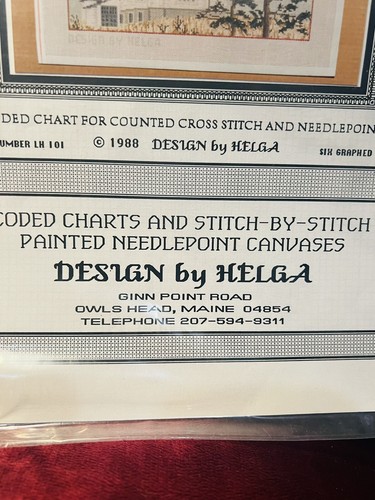 DESIGN BY HELGA
DED CHART FOR COUNTED CROSS STITCH AND NEEDLEPOIN
UMBER LH 101 © 1988 DESIGN by HELGA SIX GRAPHED
CODED CHARTS AND STITCH-BY-STITCH
PAINTED NEEDLEPOINT CANVASES
DESIGN by HELGA
GINN POINT ROAD
OWLS HEAD, MAINE 04854
TELEPHONE 207-594-9311